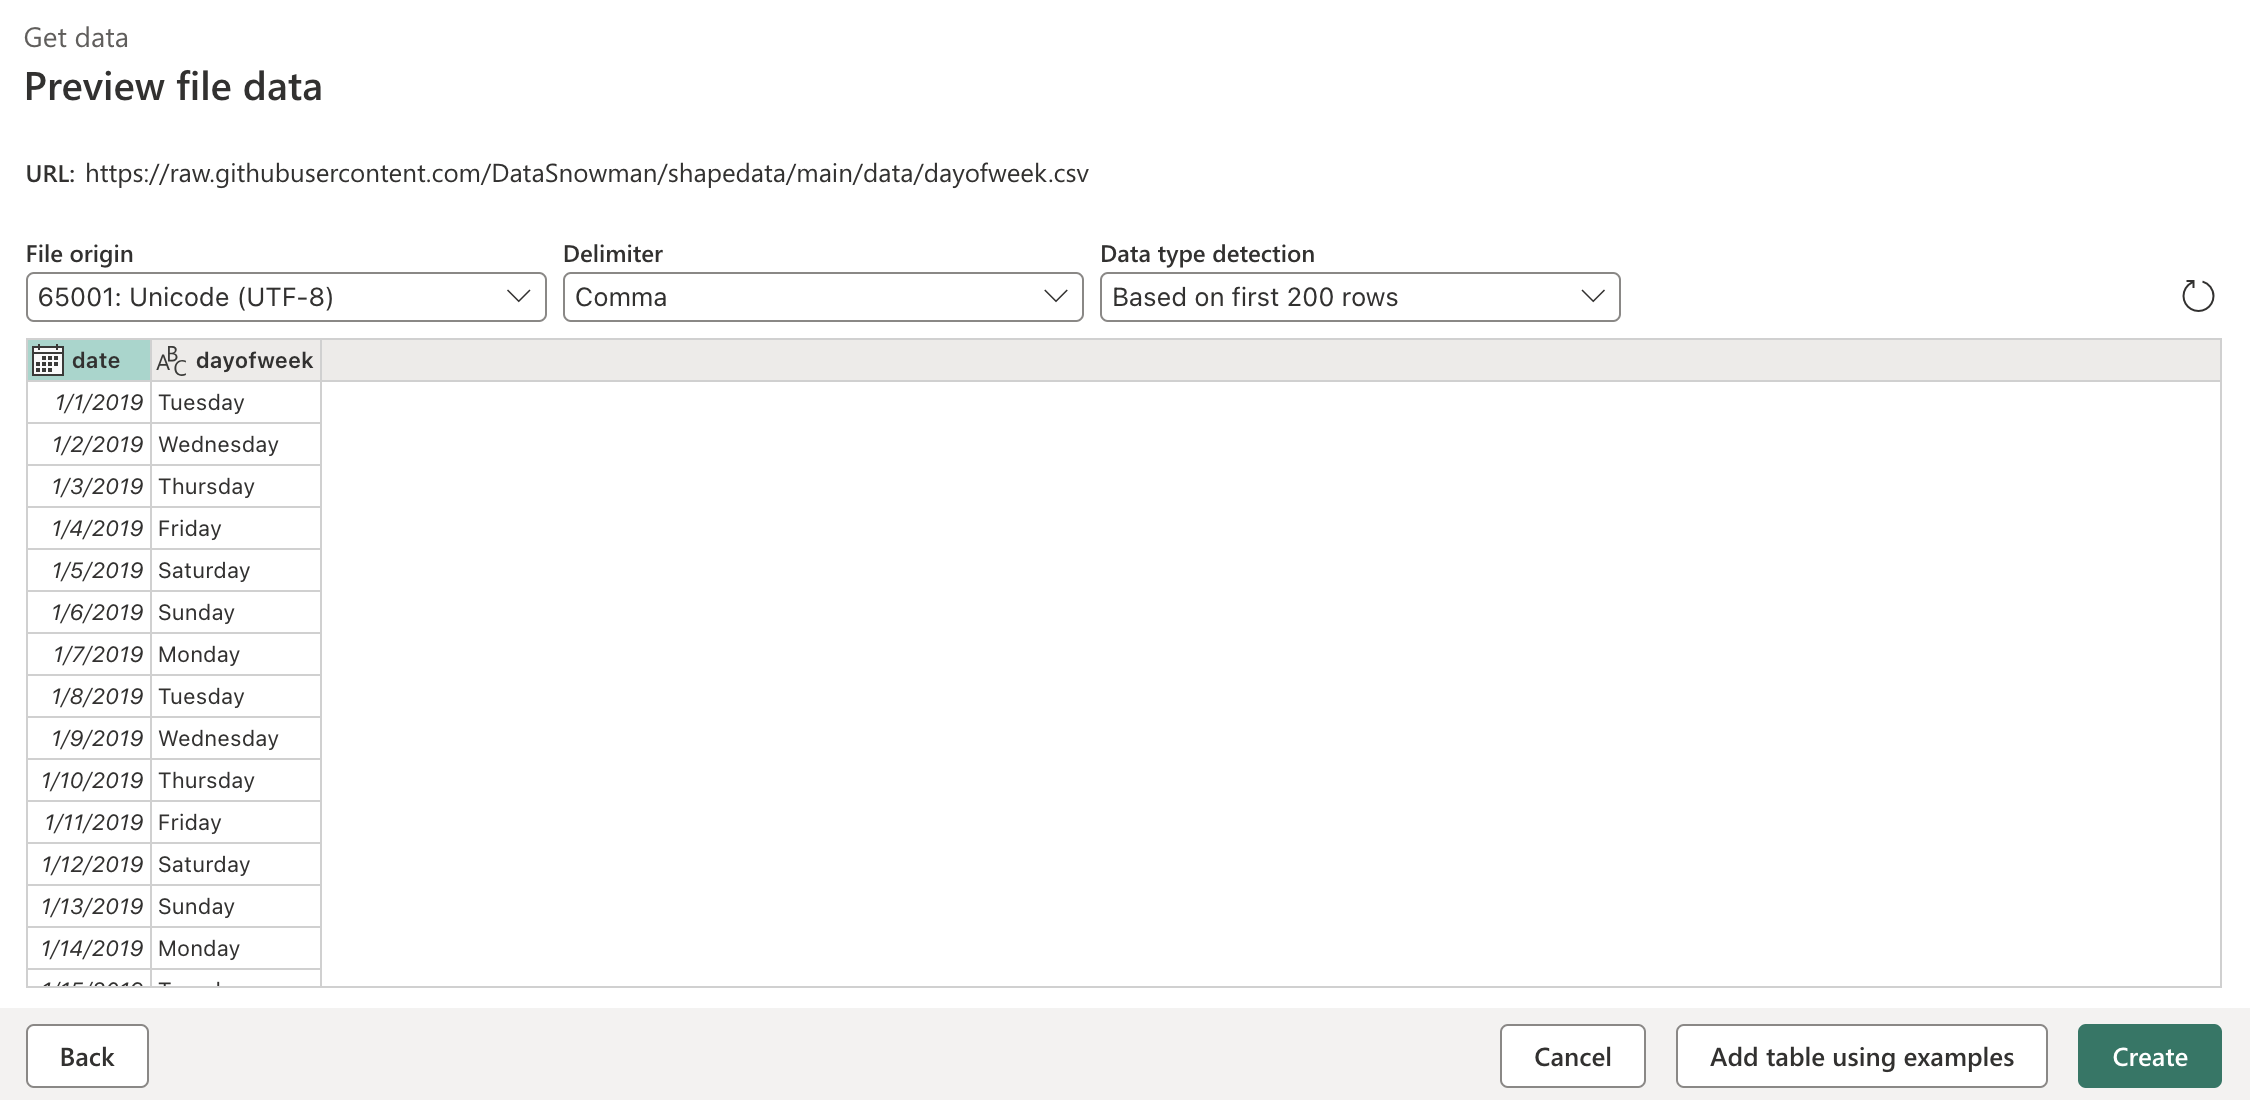 Get data
Preview file data
URL: https://raw.githubusercontent.com/DataSnowman/shapedata/main/data/dayofweek.csv
File origin Delimiter Data type detection
65001: Unicode (UTF-8) Comma Based on first 200 rows
date ABC dayofweek
1/1/2019 Tuesday
1/2/2019 Wednesday
1/3/2019 Thursday
1/4/2019 Friday
1/5/2019 Saturday
1/6/2019 Sunday
1/7/2019 Monday
1/8/2019 Tuesday
1/9/2019 Wednesday
1/10/2019 Thursday
1/11/2019 Friday
1/12/2019 Saturday
1/13/2019 Sunday
1/14/2019 Monday
Back Cancel Add table using examples Create